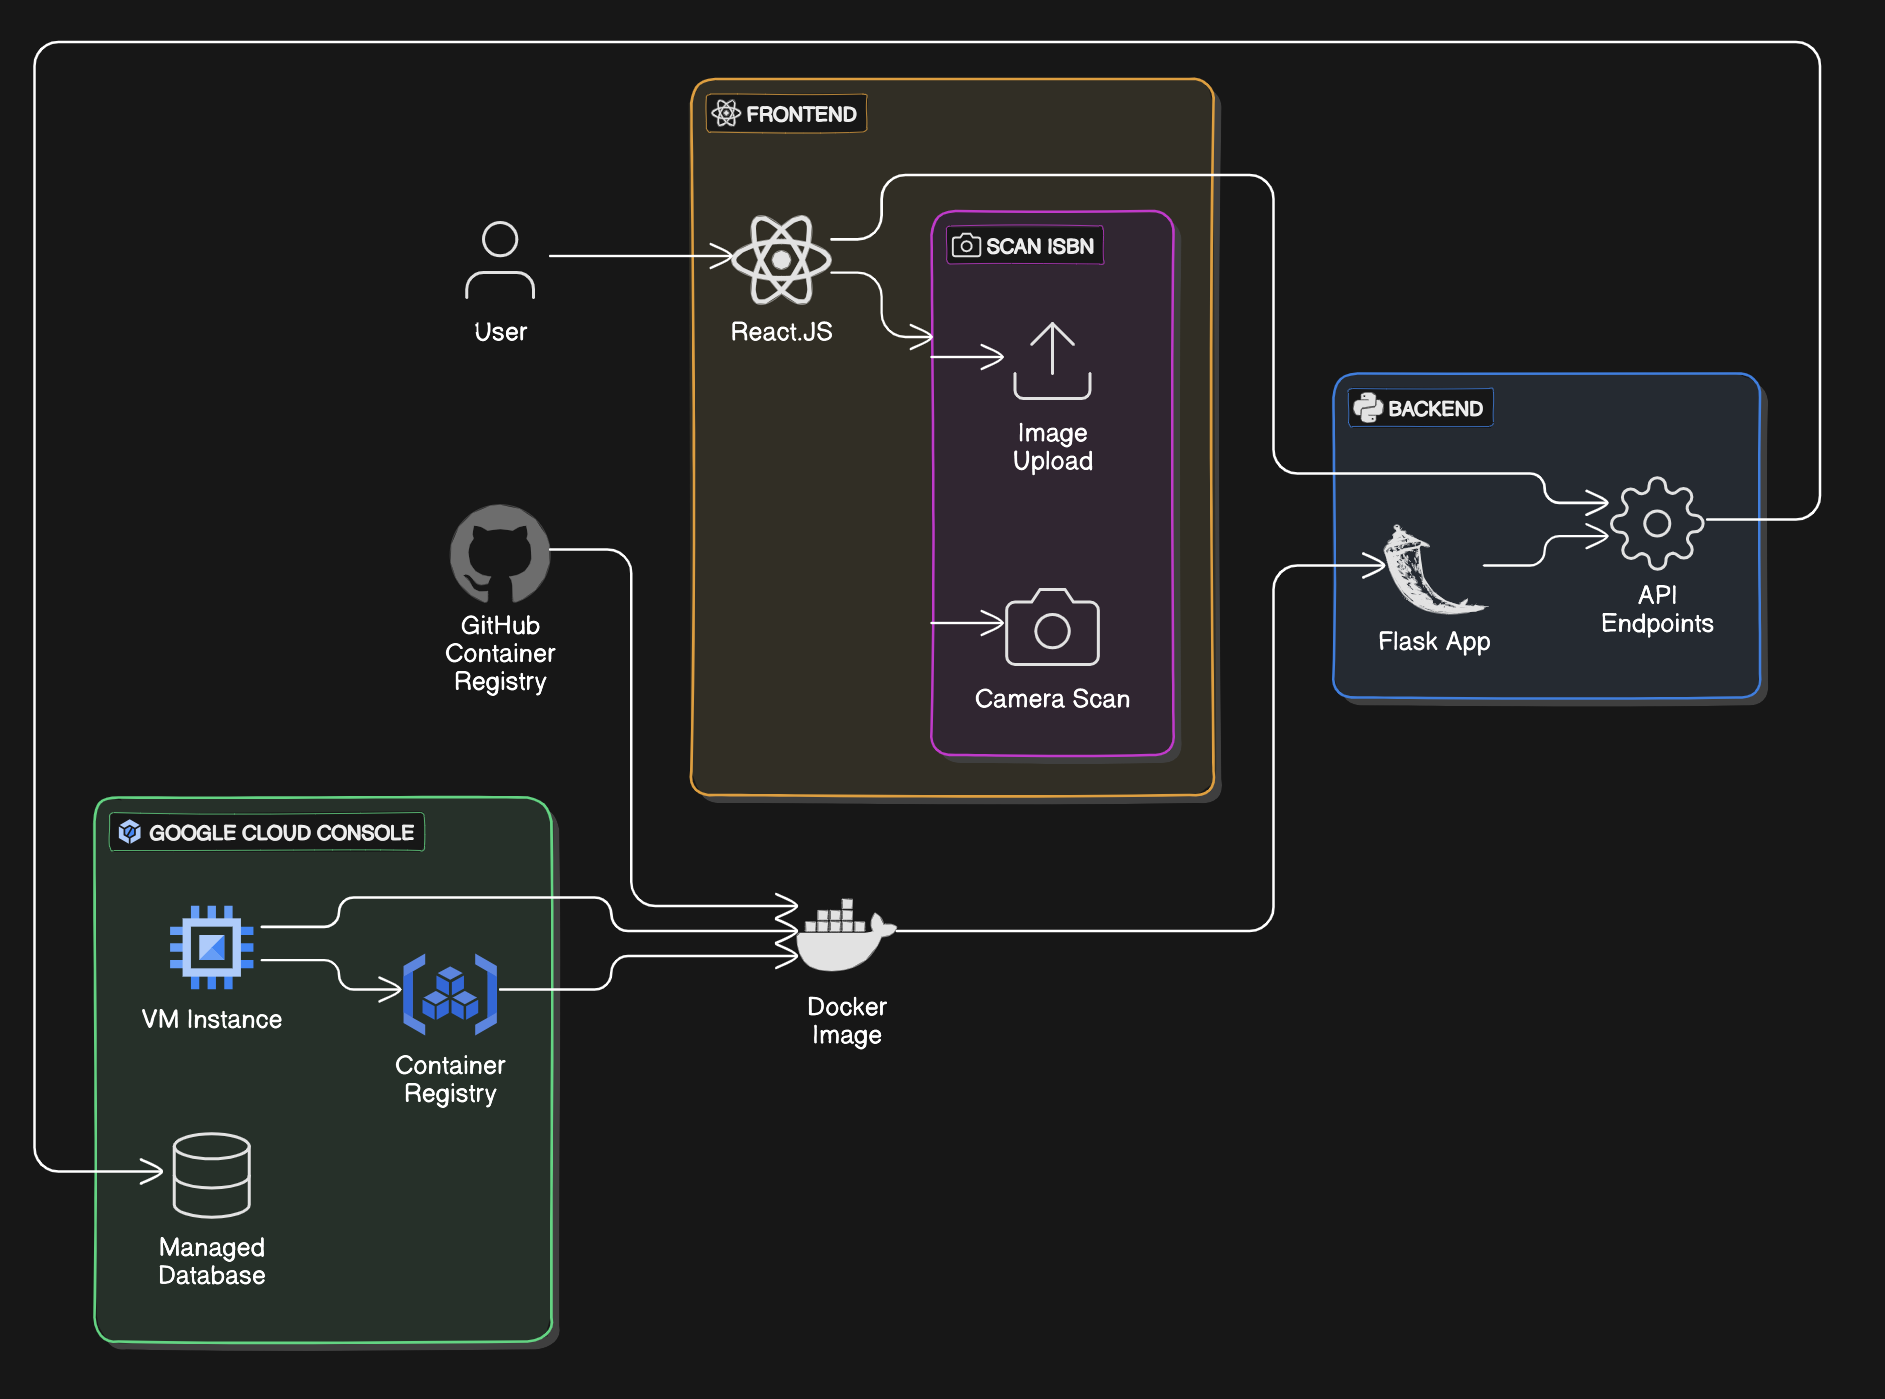 FRONTEND
SCAN ISBN
User
React.JS
Image
Upload
BACKEND
GitHub
Container
Registry
Camera Scan
Flask App
API
Endpoints
GOOGLE CLOUD CONSOLE
VM Instance
Container
Registry
Docker
Image
Managed
Database